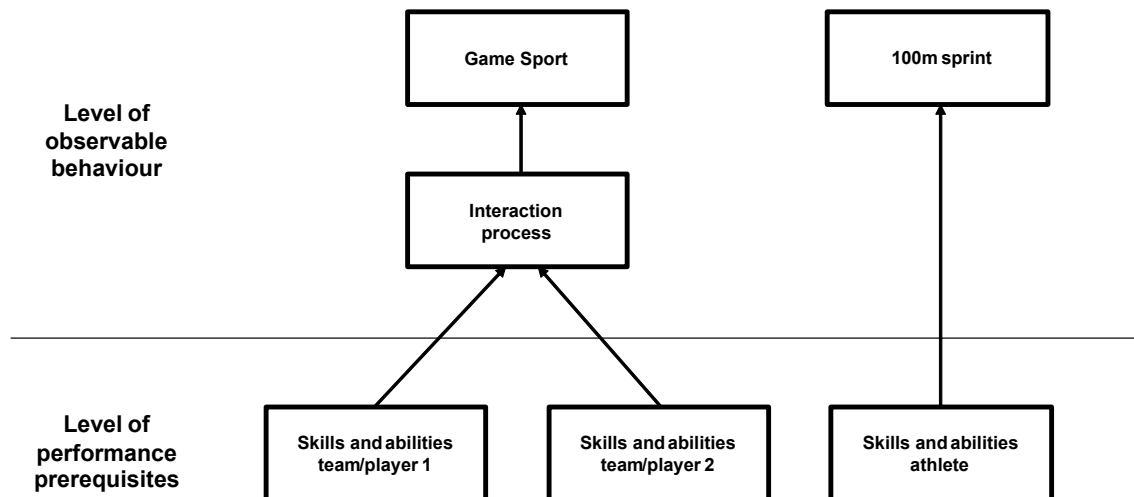 Game Sport
100m sprint
Level of
observable
behaviour
Interaction
process
Level of
performance
prerequisites
Skills and abilities
team/player 1
Skills and abilities
team/player 2
Skills and abilities
athlete